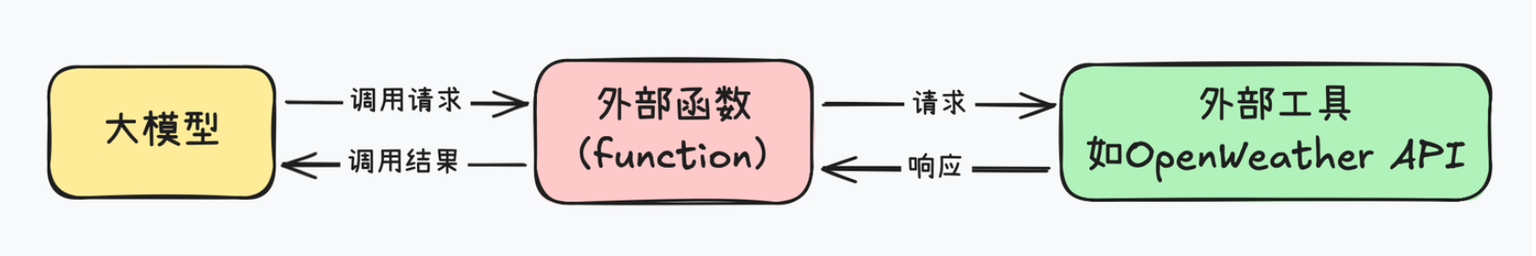 大模型
调用请求
调用结果
外部函数
(function)
请求
响应
外部工具
如OpenWeather API